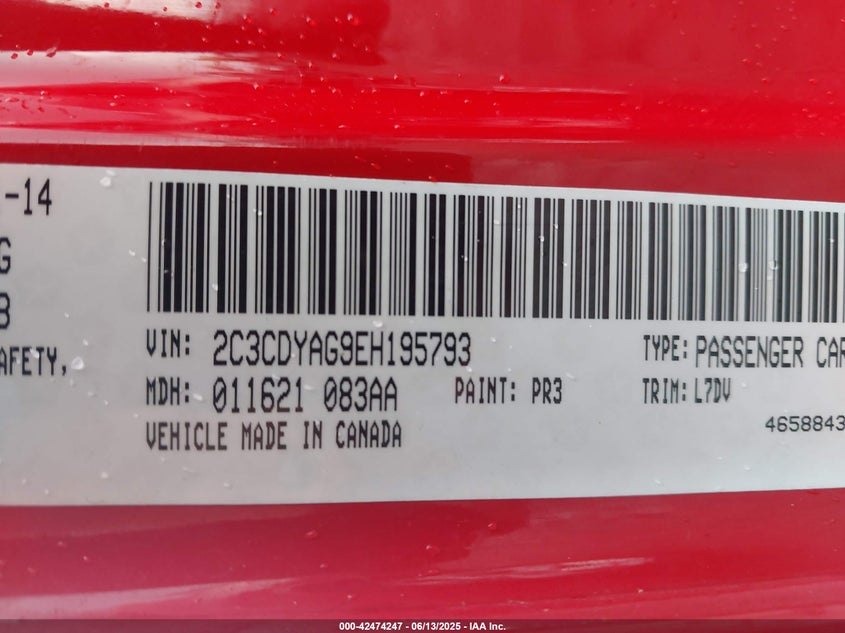 -14
G
B
AFETY,
VIN: 2C3CDYAG9EH195793 TYPE: PASSENGER CAR
MDH: 011621 083AA PAINT: PR3 TRIM: L7DV
VEHICLE MADE IN CANADA 4658843
000-42474247 - 06/13/2025 - IAA Inc.